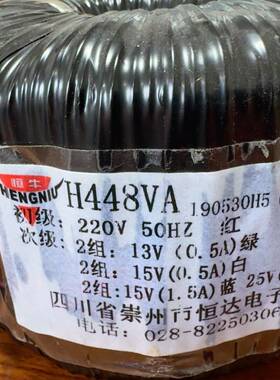 恒牛
HENGNIU H448VA 190530H5
初级: 220V 50HZ 红
次级: 2组: 13V (0.5A) 绿
2组: 15V(0.5A)白
2组:15V(1.5A) 蓝 25V
四川省崇州市恒达电子
电话: 028-82250306